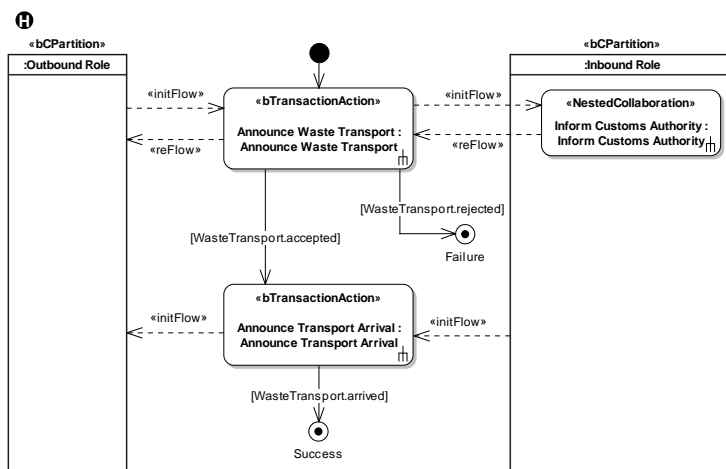 H
«bCPartition»
:Outbound Role
«bCPartition»
:Inbound Role
«initFlow»
«reFlow»
«bTransactionAction»
Announce Waste Transport :
Announce Waste Transport
«initFlow»
«reFlow»
«NestedCollaboration»
Inform Customs Authority :
Inform Customs Authority
[WasteTransport.rejected]
[WasteTransport.accepted]
Failure
«initFlow»
«bTransactionAction»
Announce Transport Arrival :
Announce Transport Arrival
«initFlow»
[WasteTransport.arrived]
Success